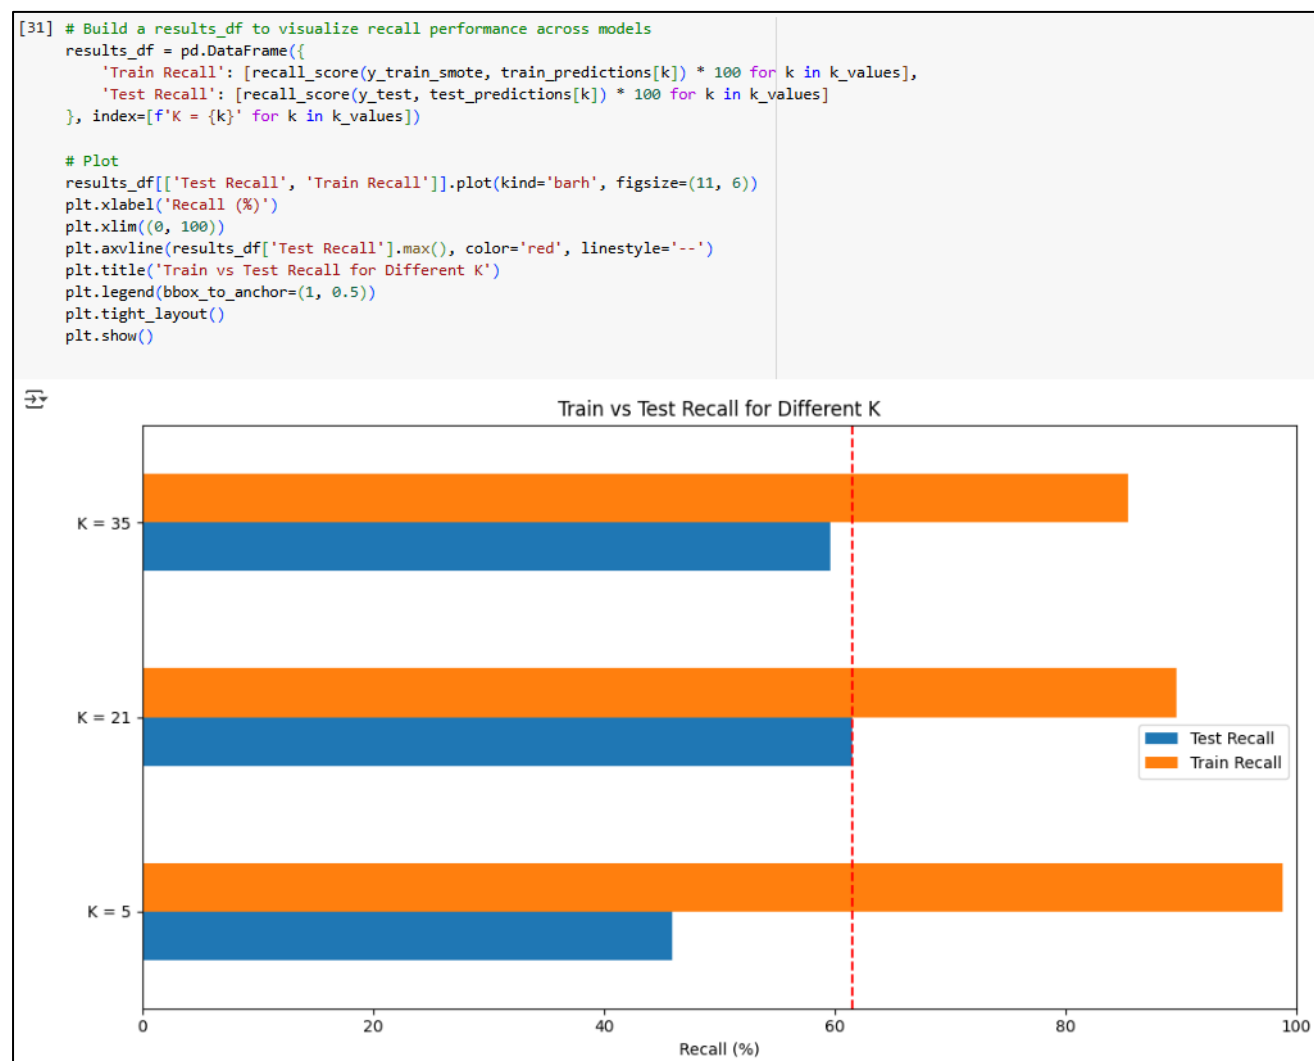 [31] # Build a results_df to visualize recall performance across models
results_df = pd.DataFrame({
    'Train Recall': [recall_score(y_train_smote, train_predictions[k]) * 100 for k in k_values],
    'Test Recall': [recall_score(y_test, test_predictions[k]) * 100 for k in k_values]
}, index=[f'K = {k}' for k in k_values])
# Plot
results_df[['Test Recall', 'Train Recall']].plot(kind='barh', figsize=(11, 6))
plt.xlabel('Recall (%)')
plt.xlim((0, 100))
plt.axvline(results_df['Test Recall'].max(), color='red', linestyle='--')
plt.title('Train vs Test Recall for Different K')
plt.legend(bbox_to_anchor=(1, 0.5))
plt.tight_layout()
plt.show()
Train vs Test Recall for Different K
K = 35
K = 21
Test Recall
Train Recall
K = 5
0 20 40 60 80 100
Recall (%)